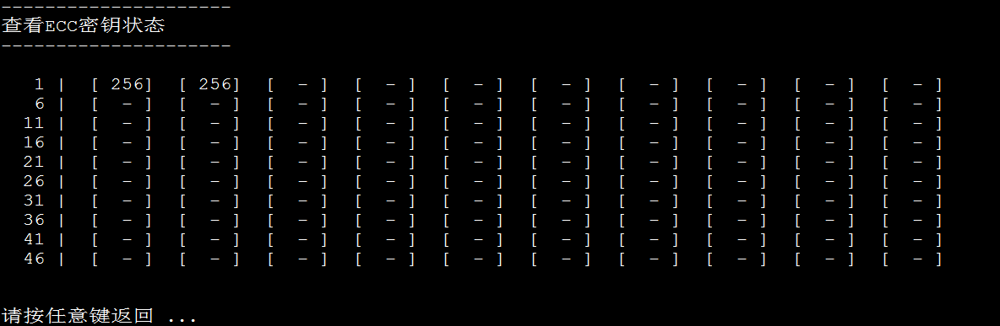 ---------------------
查看ECC密钥状态
---------------------
1 | [ 256] [ 256] [ - ] [ - ] [ - ] [ - ] [ - ] [ - ] [ - ] [ - ]
6 | [ - ] [ - ] [ - ] [ - ] [ - ] [ - ] [ - ] [ - ] [ - ] [ - ]
11 | [ - ] [ - ] [ - ] [ - ] [ - ] [ - ] [ - ] [ - ] [ - ] [ - ]
16 | [ - ] [ - ] [ - ] [ - ] [ - ] [ - ] [ - ] [ - ] [ - ] [ - ]
21 | [ - ] [ - ] [ - ] [ - ] [ - ] [ - ] [ - ] [ - ] [ - ] [ - ]
26 | [ - ] [ - ] [ - ] [ - ] [ - ] [ - ] [ - ] [ - ] [ - ] [ - ]
31 | [ - ] [ - ] [ - ] [ - ] [ - ] [ - ] [ - ] [ - ] [ - ] [ - ]
36 | [ - ] [ - ] [ - ] [ - ] [ - ] [ - ] [ - ] [ - ] [ - ] [ - ]
41 | [ - ] [ - ] [ - ] [ - ] [ - ] [ - ] [ - ] [ - ] [ - ] [ - ]
46 | [ - ] [ - ] [ - ] [ - ] [ - ] [ - ] [ - ] [ - ] [ - ] [ - ]
请按任意键返回 ...